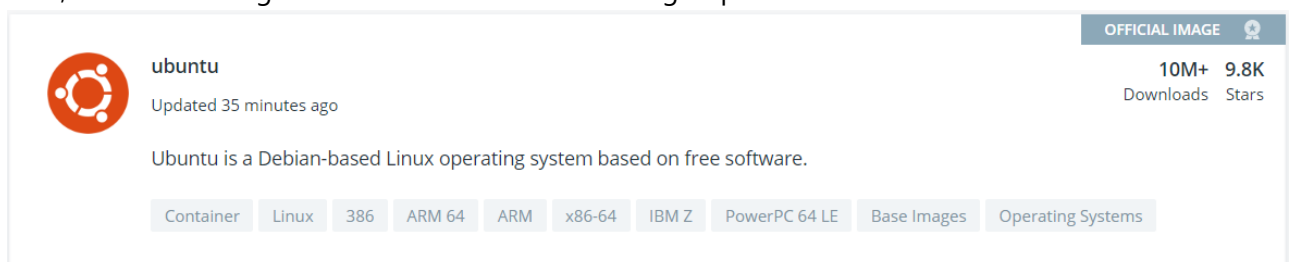 OFFICIAL IMAGE
ubuntu
10M+ 9.8K
Updated 35 minutes ago
Downloads Stars
Ubuntu is a Debian-based Linux operating system based on free software.
Container Linux 386 ARM 64 ARM x86-64 IBM Z PowerPC 64 LE Base Images Operating Systems